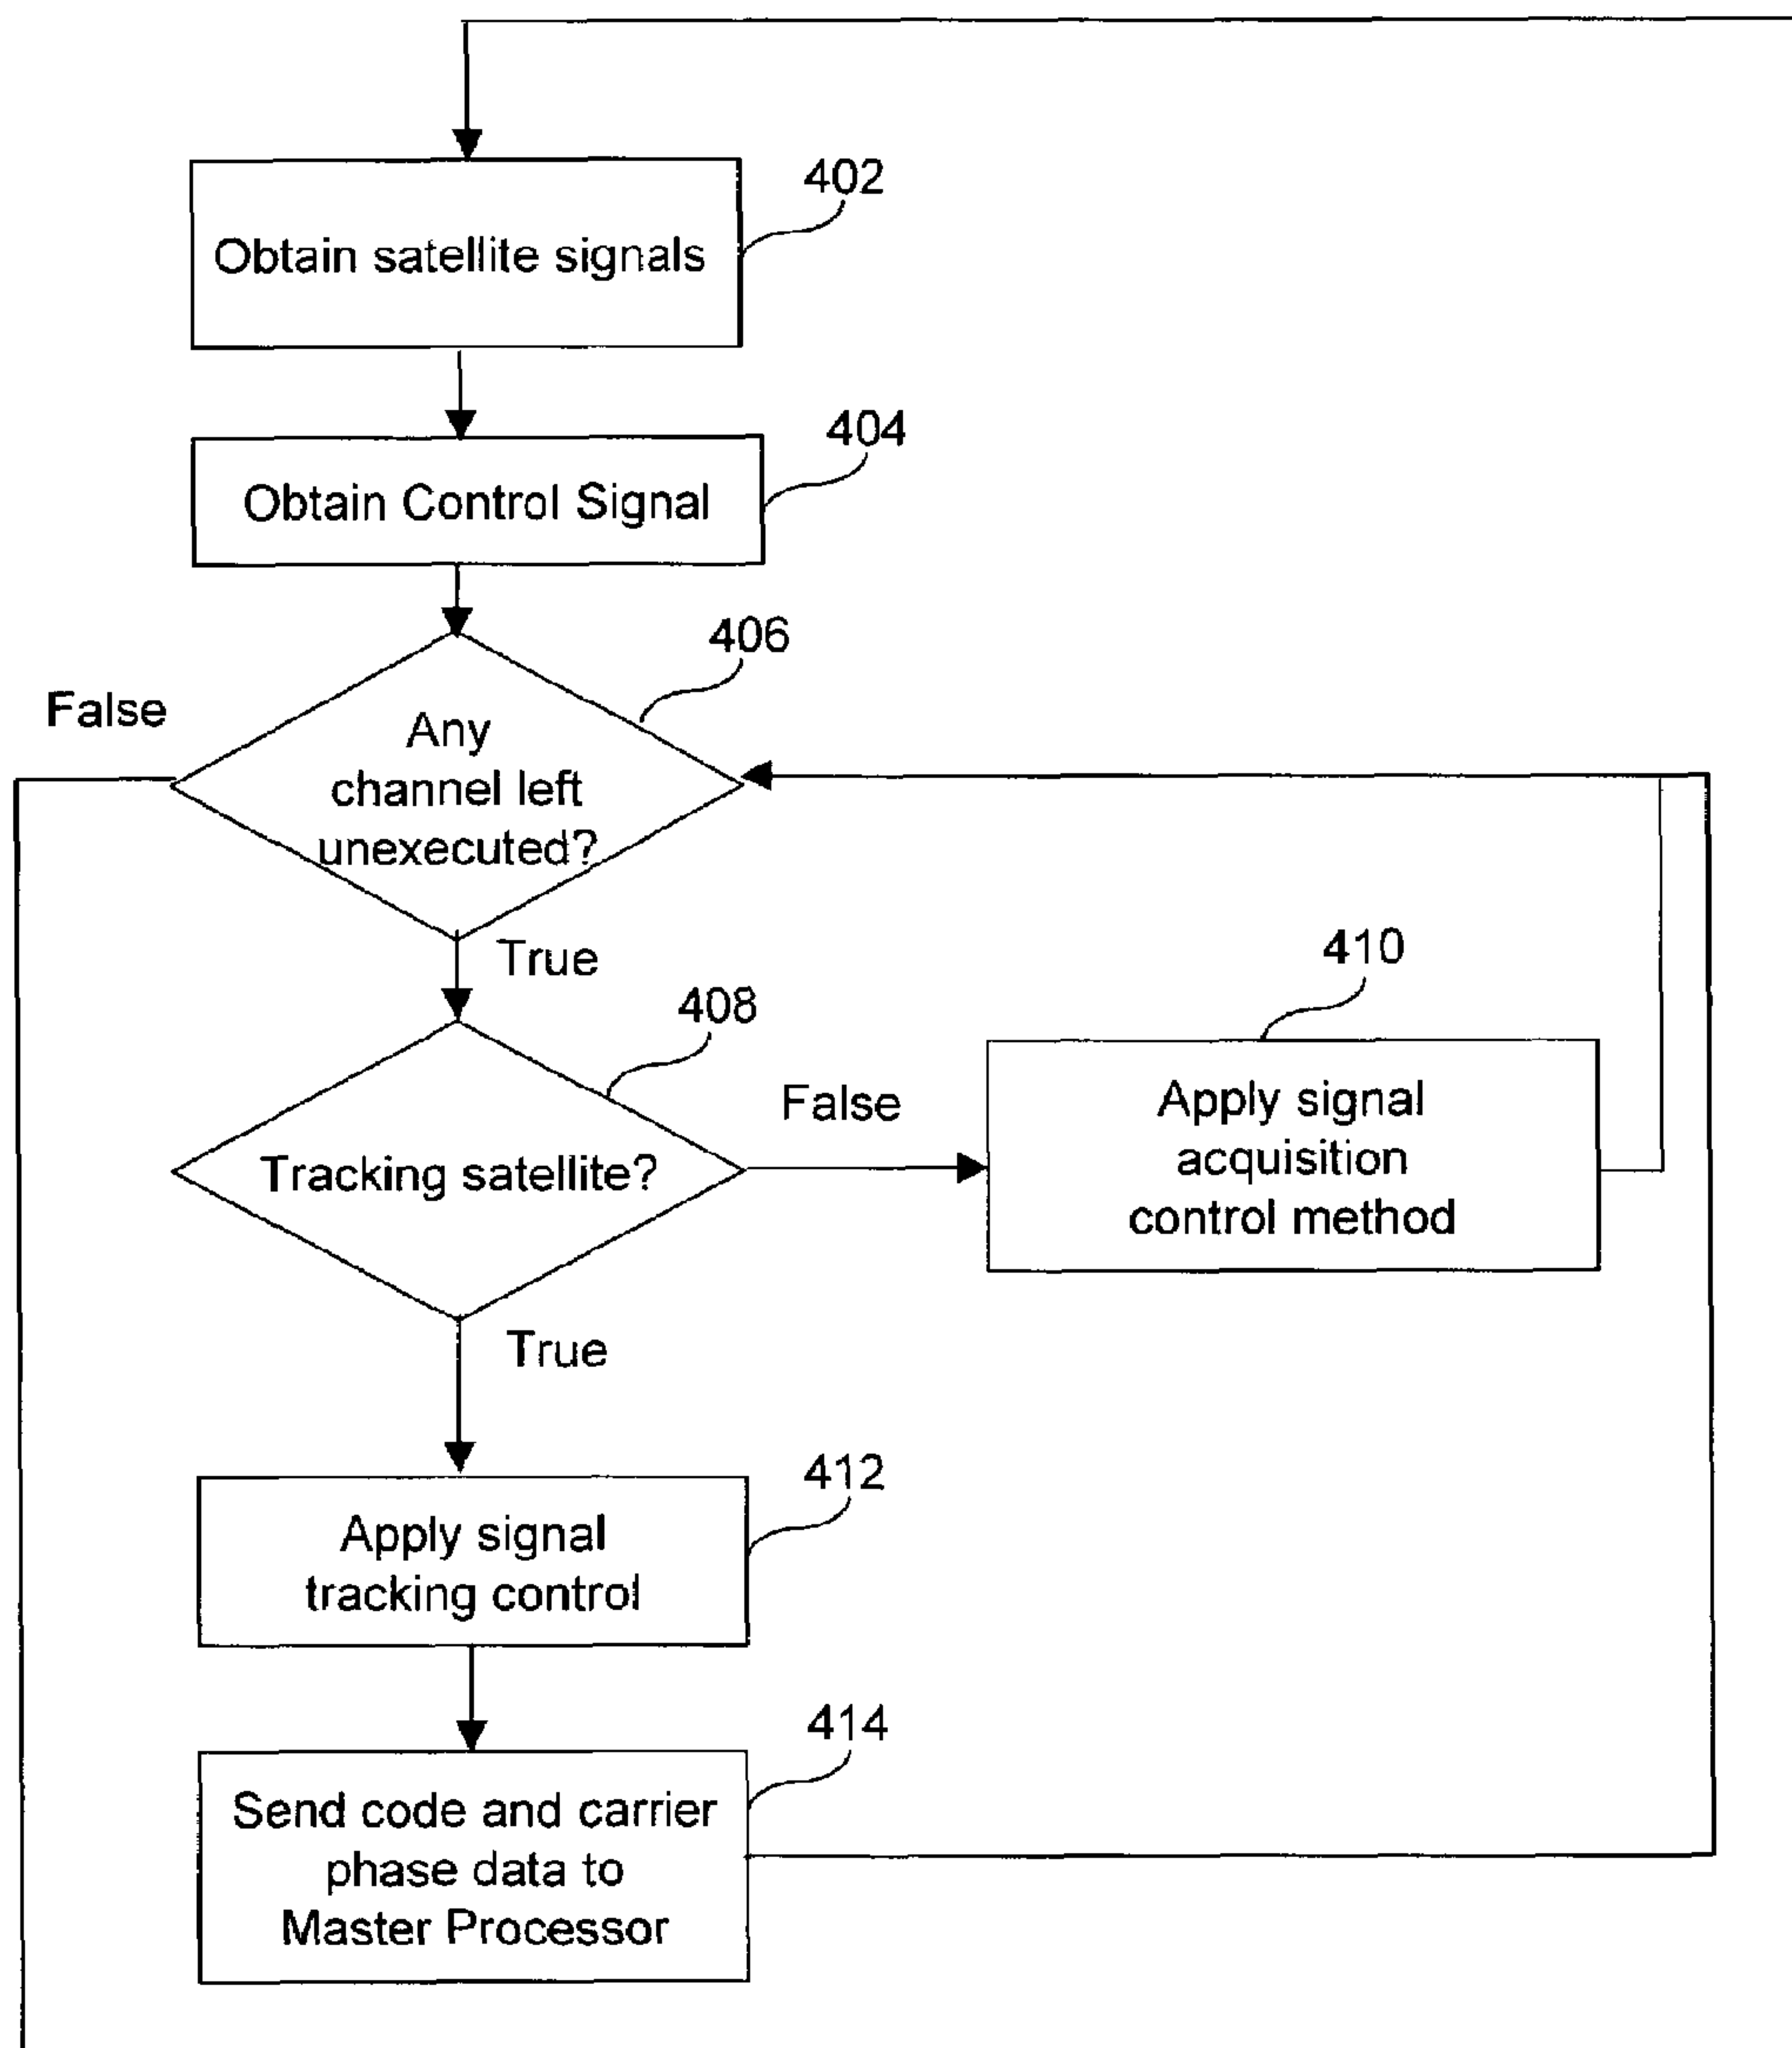 402
Obtain satellite signals
404
Obtain Control Signal
406
False
Any
channel left
unexecuted?
True
408
410
False
Apply signal
acquisition
control method
Tracking satellite?
True
412
Apply signal
tracking control
414
Send code and carrier
phase data to
Master Processor